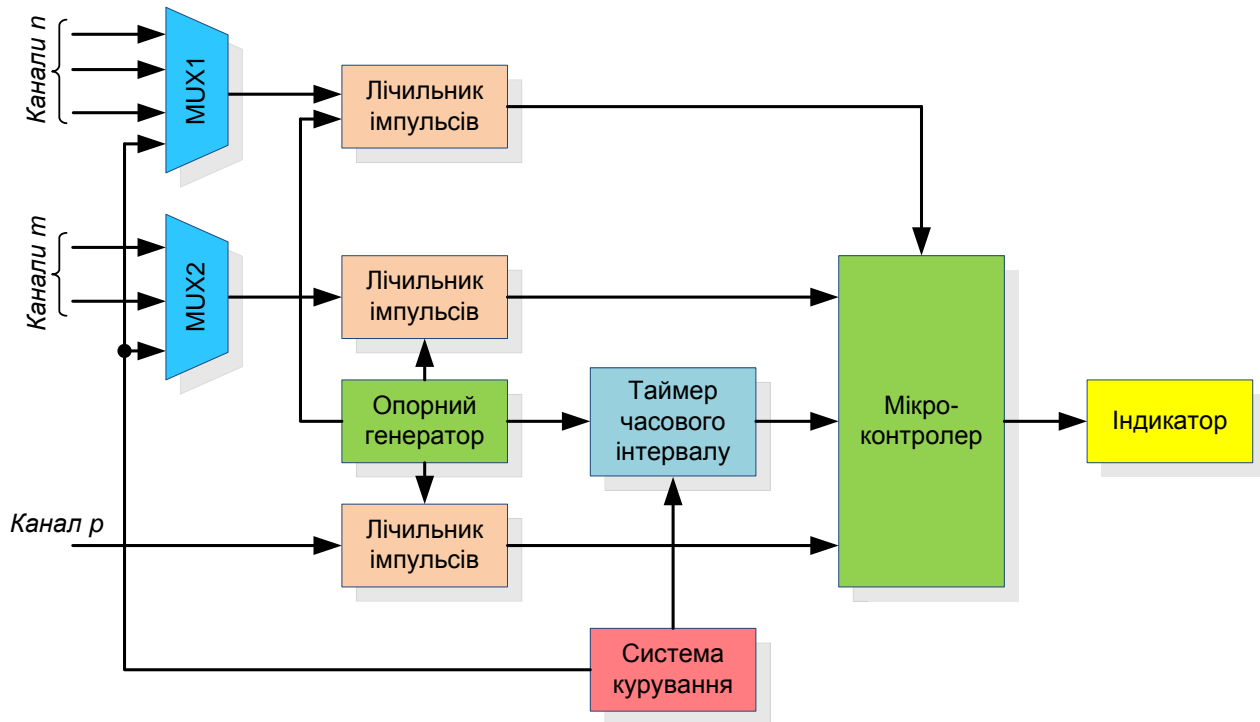 Канали n
MUX1
Лічильник
імпульсів
Канали m
MUX2
Лічильник
імпульсів
Опорний
генератор
Таймер
часового
інтервалу
Мікро-
контролер
Індикатор
Канал p
Лічильник
імпульсів
Система
курування